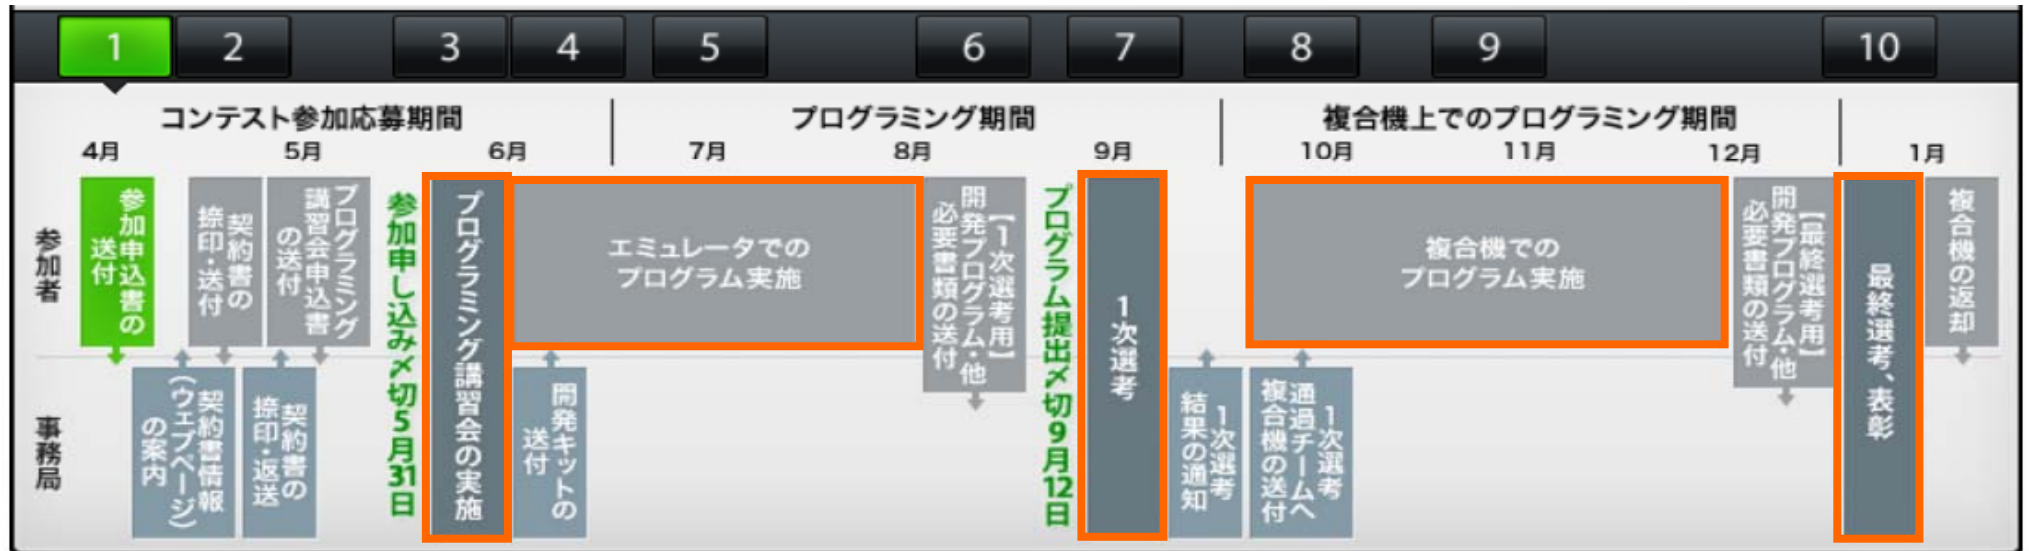 1
2
3
4
5
6
7
8
9
10
コンテスト参加応募期間
プログラミング期間
複合機上でのプログラミング期間
4月
5月
6月
7月
8月
9月
10月
11月
12月
1月
参加者
参加申込書の
送付
契約書の
捺印・送付
プログラミング
講習会申込書
の送付
参加申し込み〆切5月31日
プログラミング講習会の実施
エミュレータでの
プログラム実施
【1次選考用】
開発プログラム・他
必要書類の送付
プログラム提出〆切9月12日
1次選考
複合機での
プログラム実施
【最終選考用】
開発プログラム・他
必要書類の送付
最終選考、表彰
複合機の返却
事務局
契約書情報
(ウェブページ)
の案内
契約書の
捺印・返送
開発キットの
送付
1次選考
結果の通知
1次選考
通過チームへ
複合機の送付